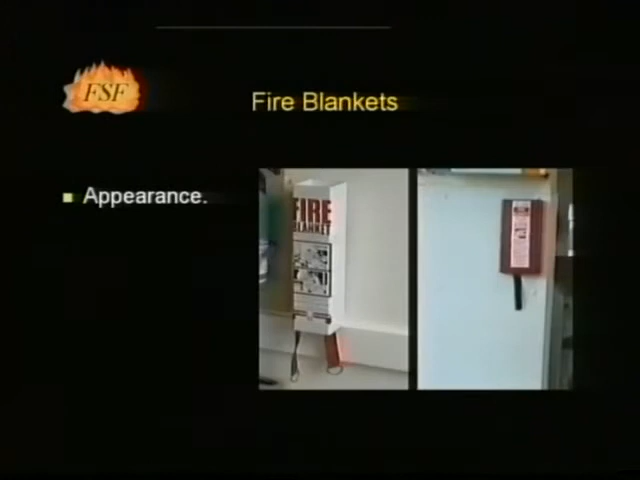 FSF
Fire Blankets
Appearance.
FIRE
BLANKET